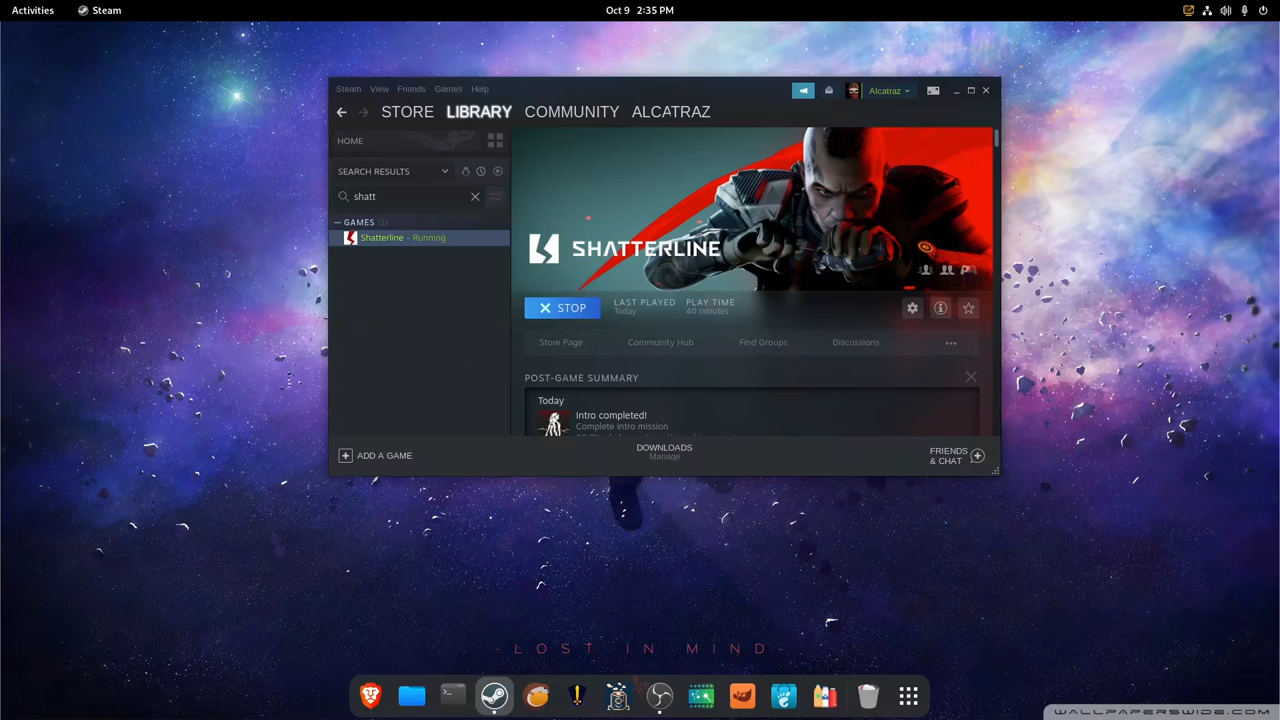 Activities Steam Oct 9 2:35 PM
Steam View Friends Games Help Alcatraz
STORE LIBRARY COMMUNITY ALCATRAZ
HOME
SEARCH RESULTS
shatt
GAMES (1)
Shatterline - Running
SHATTERLINE
STOP
LAST PLAYED
Today
PLAY TIME
40 minutes
Store Page Community Hub Find Groups Discussions
POST-GAME SUMMARY
Today
Intro completed!
Complete intro mission
ADD A GAME
DOWNLOADS
Manage
FRIENDS
& CHAT
- LOST IN MIND -
WALLPAPERSWIDE.COM